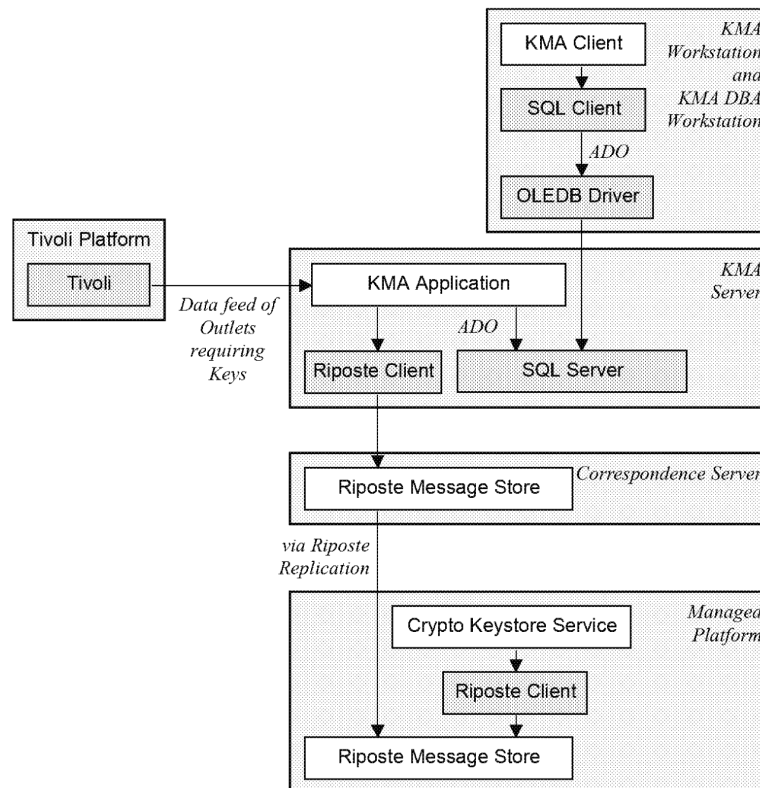 KMA Client
KMA
Workstation
and
KMA DBA
Workstation
SQL Client
ADO
OLEDB Driver
Tivoli Platform
Tivoli
Data feed of
Outlets
requiring
Keys
KMA Application
KMA
Server
ADO
Riposte Client
SQL Server
Riposte Message Store
Correspondence Server
via Riposte
Replication
Crypto Keystore Service
Managed
Platform
Riposte Client
Riposte Message Store